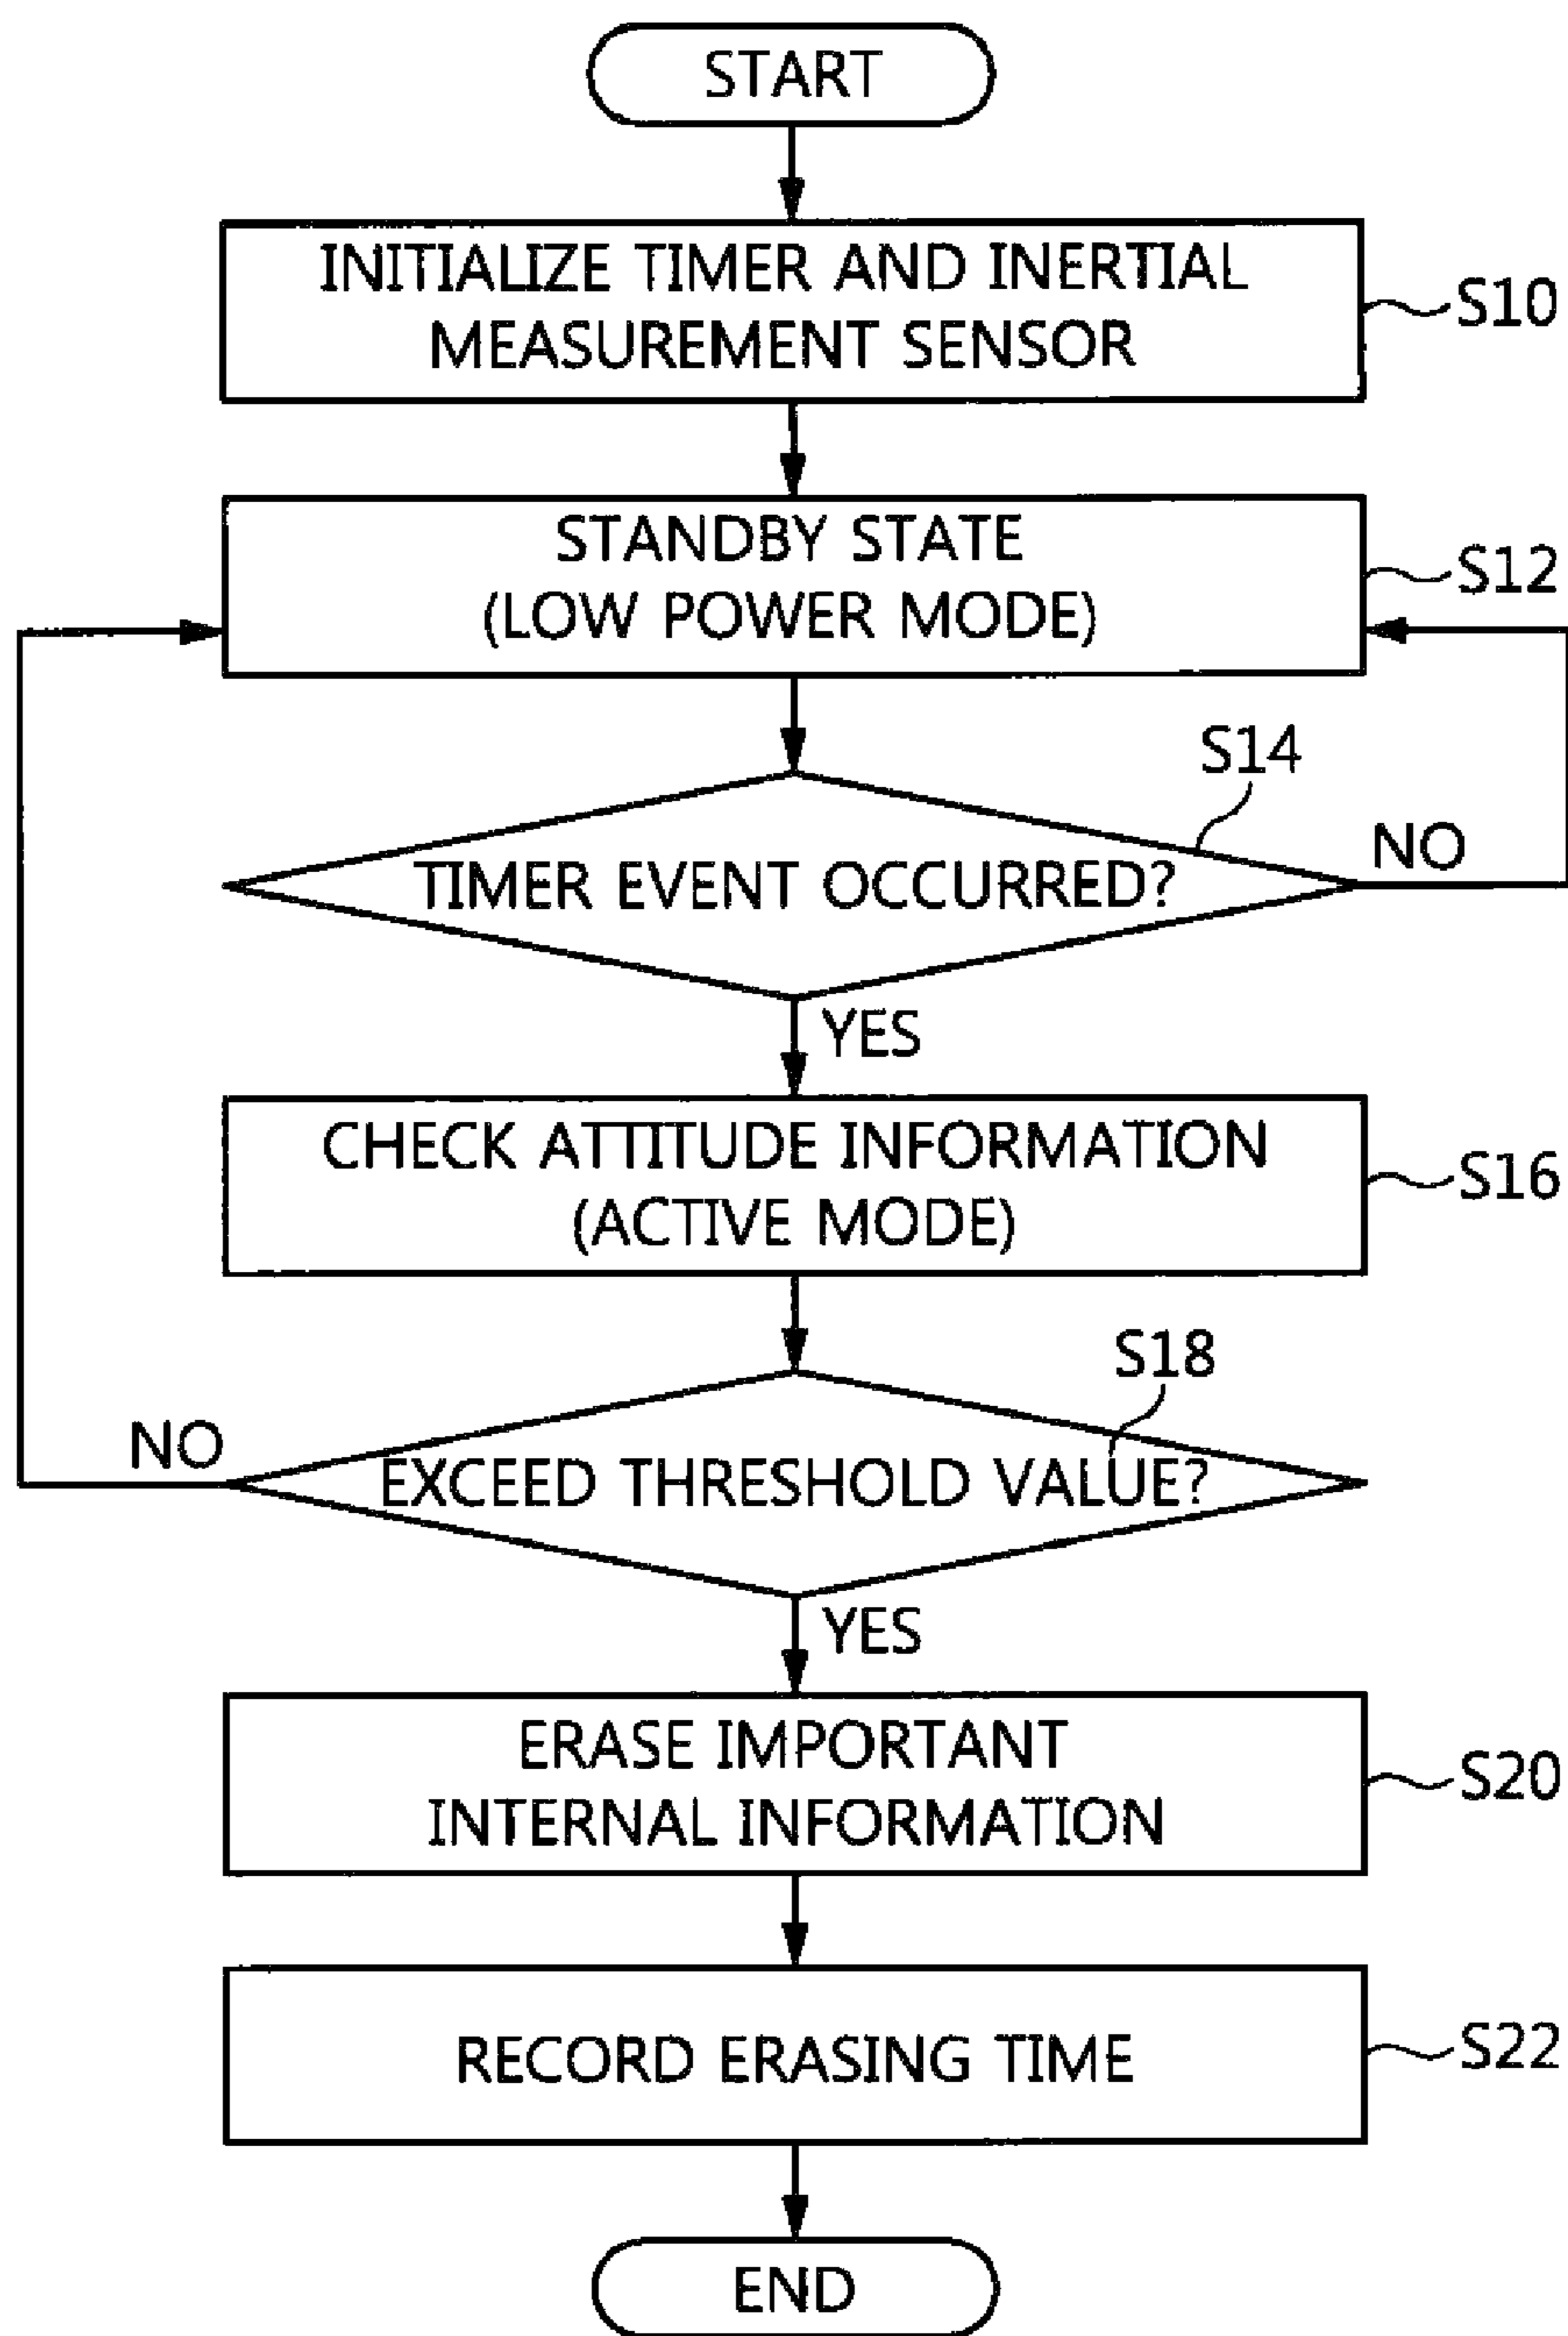 START
INITIALIZE TIMER AND INERTIAL
MEASUREMENT SENSOR
S10
STANDBY STATE
(LOW POWER MODE)
S12
S14
TIMER EVENT OCCURRED?
NO
YES
CHECK ATTITUDE INFORMATION
(ACTIVE MODE)
S16
S18
NO
EXCEED THRESHOLD VALUE?
YES
ERASE IMPORTANT
INTERNAL INFORMATION
S20
RECORD ERASING TIME
S22
END